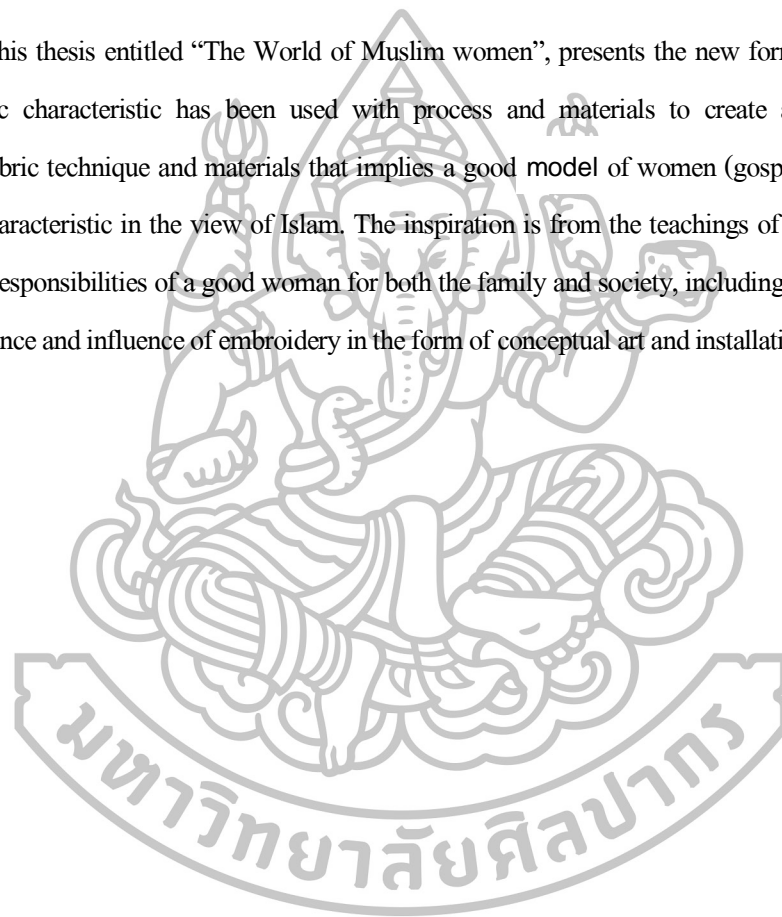 his thesis entitled “The World of Muslim women”, presents the new for
c characteristic has been used with process and materials to create
bric technique and materials that implies a good model of women (gosp
aracteristic in the view of Islam. The inspiration is from the teachings of
esponsibilities of a good woman for both the family and society, including
nce and influence of embroidery in the form of conceptual art and installati
มหาวิทยาลัยศิลปากร